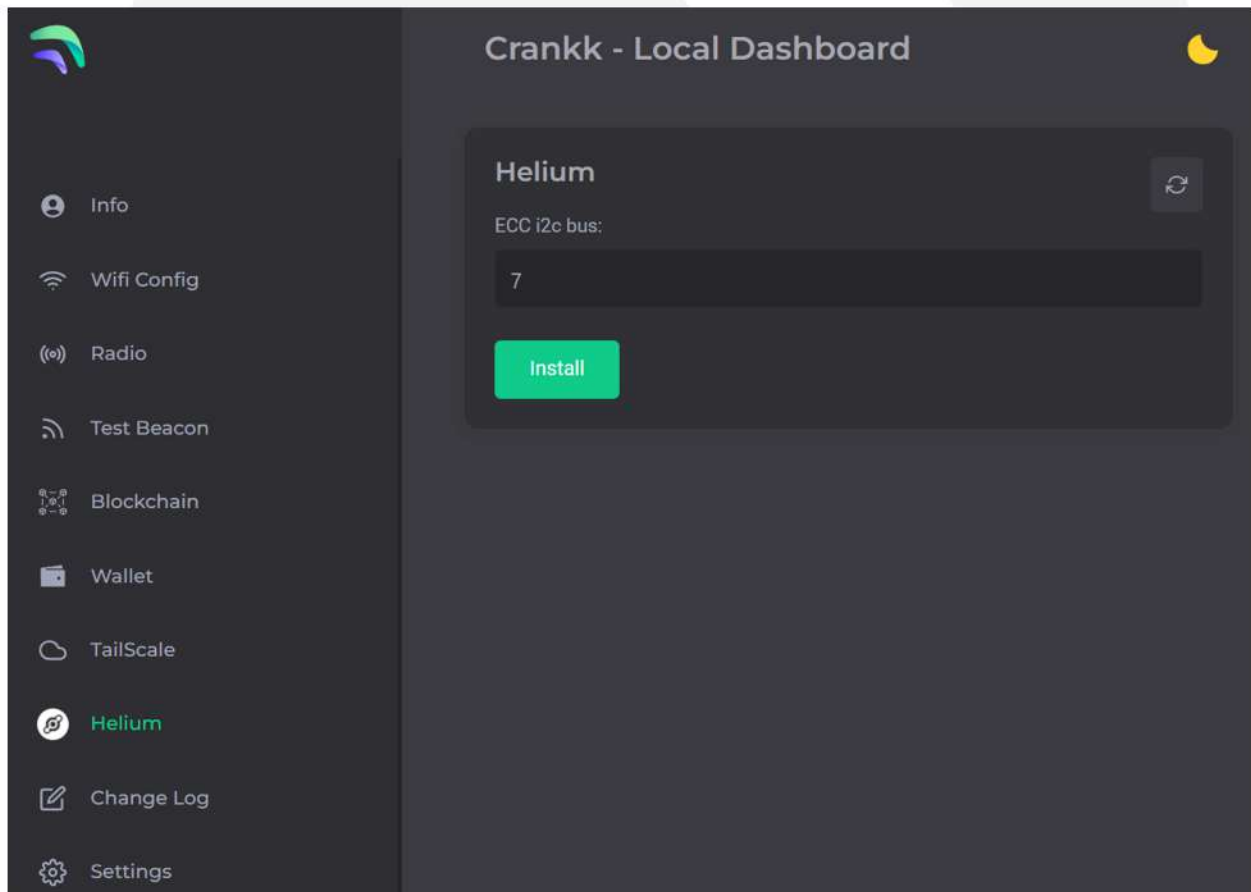 Crankk - Local Dashboard
Info
Wifi Config
Radio
Test Beacon
Blockchain
Wallet
TailScale
Helium
Change Log
Settings
Helium
ECC i2c bus:
7
Install